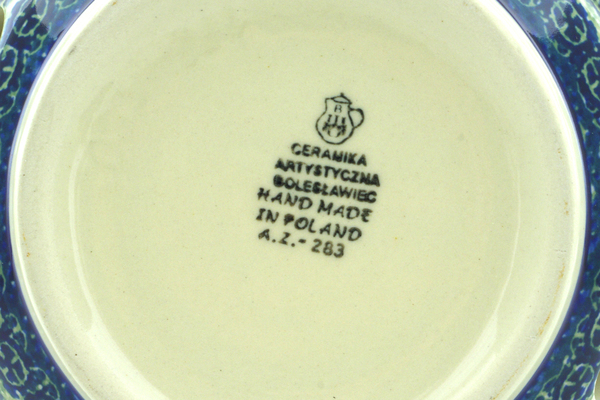 B
CERAMIKA
ARTYSTYCZNA
BOLESŁAWIEC
HAND MADE
IN POLAND
A.Z.- 283